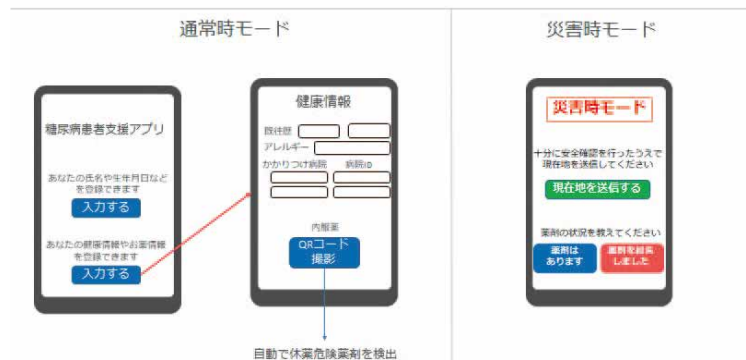 通常時モード
災害時モード
糖尿病患者支援アプリ
あなたの氏名や生年月日など
を登録できます
入力する
あなたの健康情報やお薬情報
を登録できます
入力する
健康情報
既往歴
アレルギー
かかりつけ病院 病院ID
内服薬
QRコード
撮影
自動で休薬危険薬剤を検出
災害時モード
十分に安全確認を行ったうえで
現在地を送信してください
現在地を送信する
薬剤の状況を教えてください
薬剤は
あります
薬剤を紛失
しました